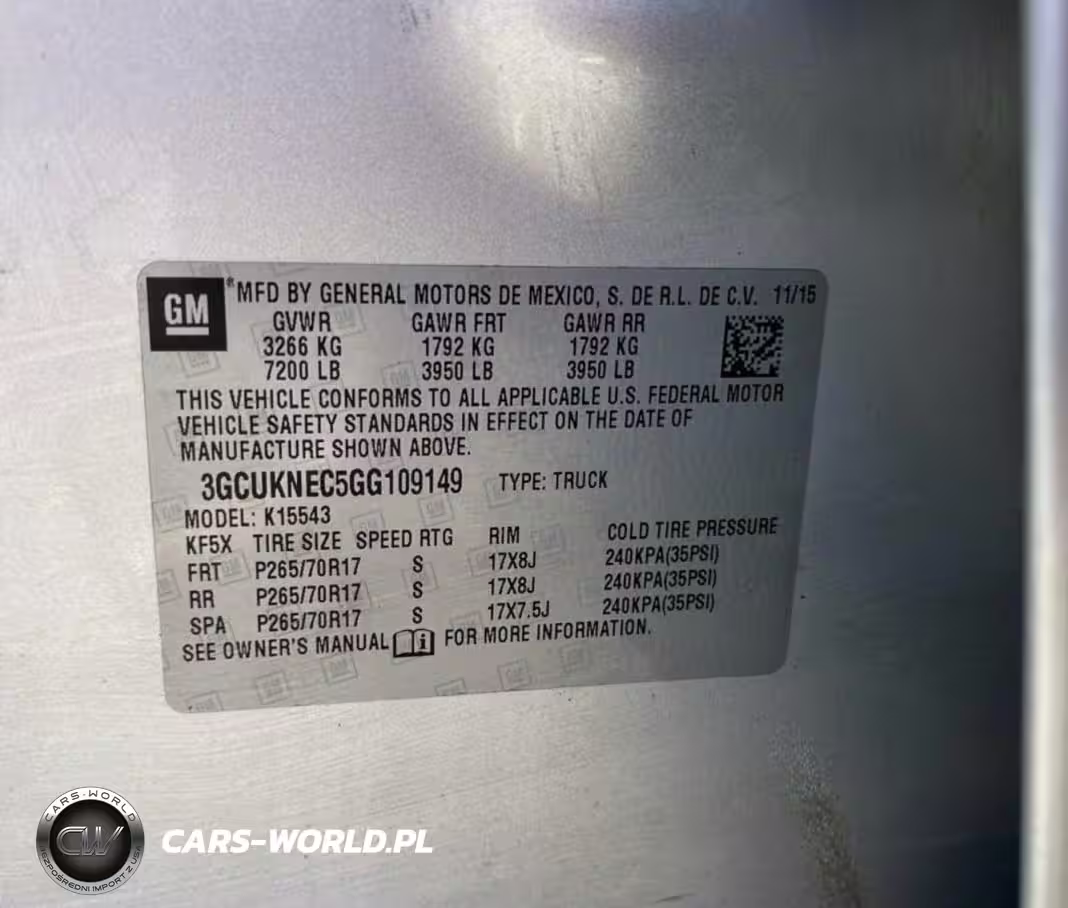 GM
MFD BY GENERAL MOTORS DE MEXICO, S. DE R.L. DE C.V. 11/15
GVWR GAWR FRT GAWR RR
3266 KG 1792 KG 1792 KG
7200 LB 3950 LB 3950 LB
THIS VEHICLE CONFORMS TO ALL APPLICABLE U.S. FEDERAL MOTOR
VEHICLE SAFETY STANDARDS IN EFFECT ON THE DATE OF
MANUFACTURE SHOWN ABOVE.
3GCUKNEC5GG109149 TYPE: TRUCK
MODEL: K15543
KF5X TIRE SIZE SPEED RTG RIM COLD TIRE PRESSURE
FRT P265/70R17 S 17X8J 240KPA(35PSI)
RR P265/70R17 S 17X8J 240KPA(35PSI)
SPA P265/70R17 S 17X7.5J 240KPA(35PSI)
SEE OWNER'S MANUAL i FOR MORE INFORMATION.
CARS-WORLD
CW
BEZPOŚREDNI IMPORT Z USA
CARS-WORLD.PL